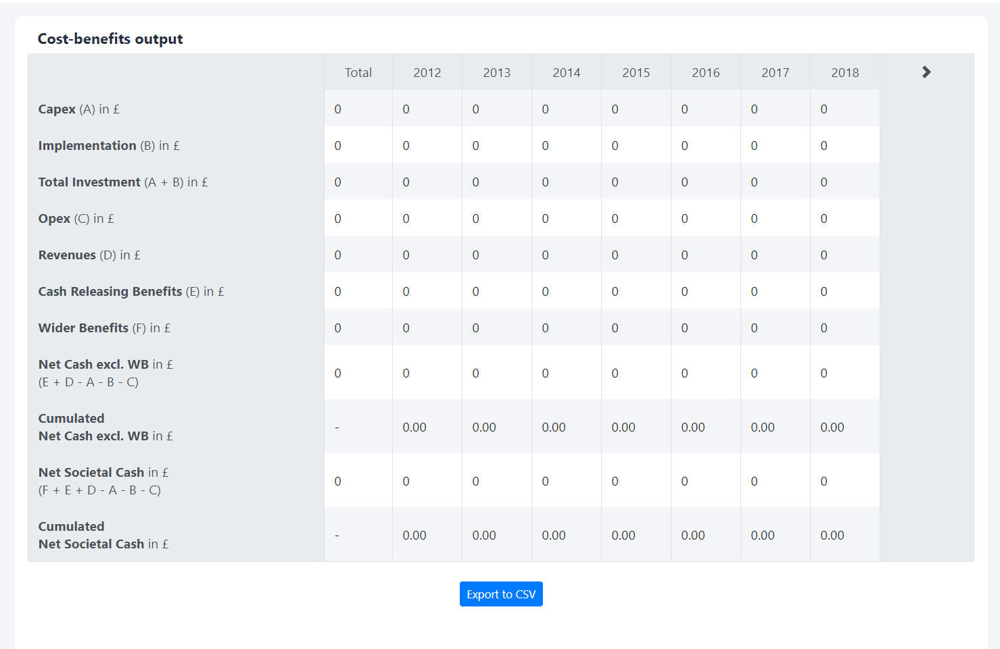 Cost-benefits output
Total 2012 2013 2014 2015 2016 2017 2018
Capex (A) in £ 0 0 0 0 0 0 0 0
Implementation (B) in £ 0 0 0 0 0 0 0 0
Total Investment (A + B) in £ 0 0 0 0 0 0 0 0
Opex (C) in £ 0 0 0 0 0 0 0 0
Revenues (D) in £ 0 0 0 0 0 0 0 0
Cash Releasing Benefits (E) in £ 0 0 0 0 0 0 0 0
Wider Benefits (F) in £ 0 0 0 0 0 0 0 0
Net Cash excl. WB in £
(E + D - A - B - C) 0 0 0 0 0 0 0 0
Cumulated
Net Cash excl. WB in £ - 0.00 0.00 0.00 0.00 0.00 0.00 0.00
Net Societal Cash in £
(F + E + D - A - B - C) 0 0 0 0 0 0 0 0
Cumulated
Net Societal Cash in £ - 0.00 0.00 0.00 0.00 0.00 0.00 0.00
Export to CSV